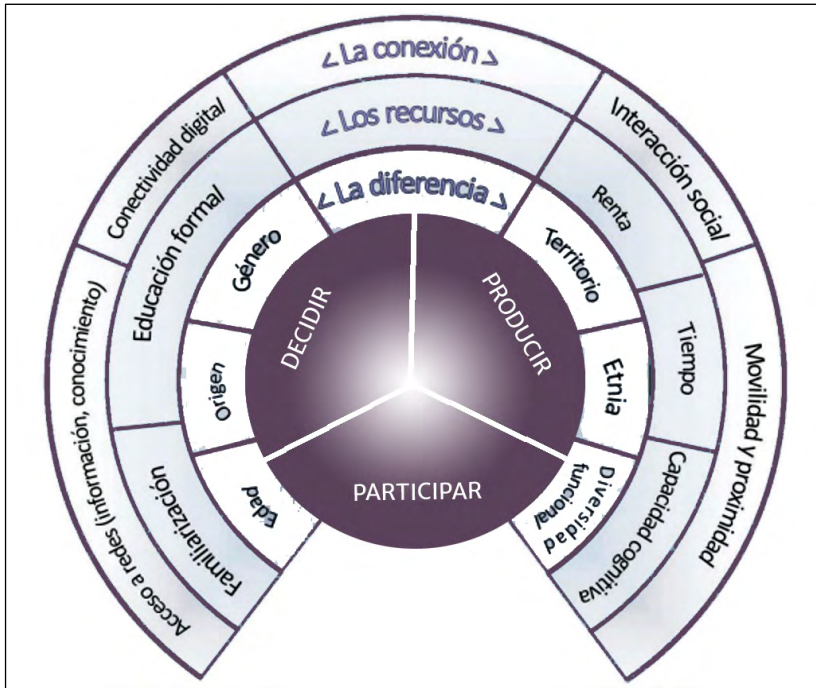 < La conexión >
Conectividad digital
Interacción social
Acceso a redes (información, conocimiento)
Movilidad y proximidad
< Los recursos >
Educación formal
Renta
Familiarización
Tiempo
Capacidad cognitiva
< La diferencia >
Género
Territorio
Origen
Etnia
Edad
Diversidad
funcional
DECIDIR
PRODUCIR
PARTICIPAR